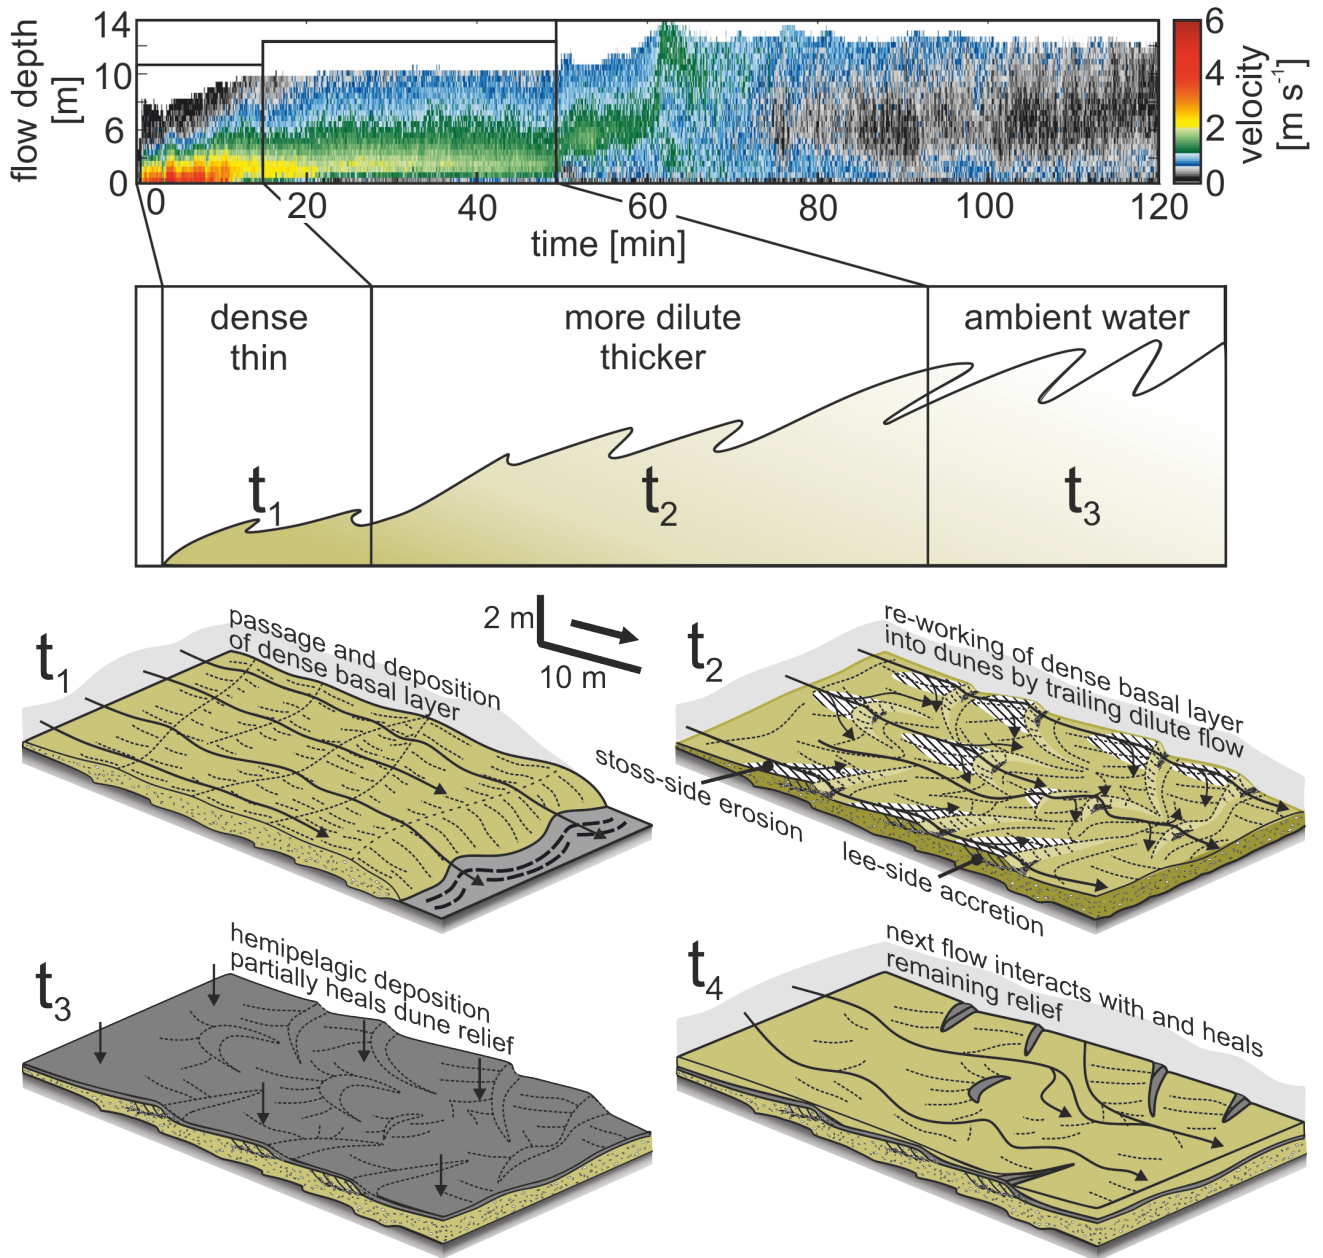 flow depth
[m]
14
10
6
0
6
4
2
0
velocity
[m s⁻¹]
0
20
40
60
80
100
120
time [min]
dense
thin
more dilute
thicker
ambient water
t₁
t₂
t₃
t₁
passage and deposition
of dense basal layer
2 m
10 m
t₂
re-working of dense basal layer
into dunes by trailing dilute flow
stoss-side erosion
lee-side accretion
t₃
hemipelagic deposition
partially heals dune relief
t₄
next flow interacts with and heals
remaining relief